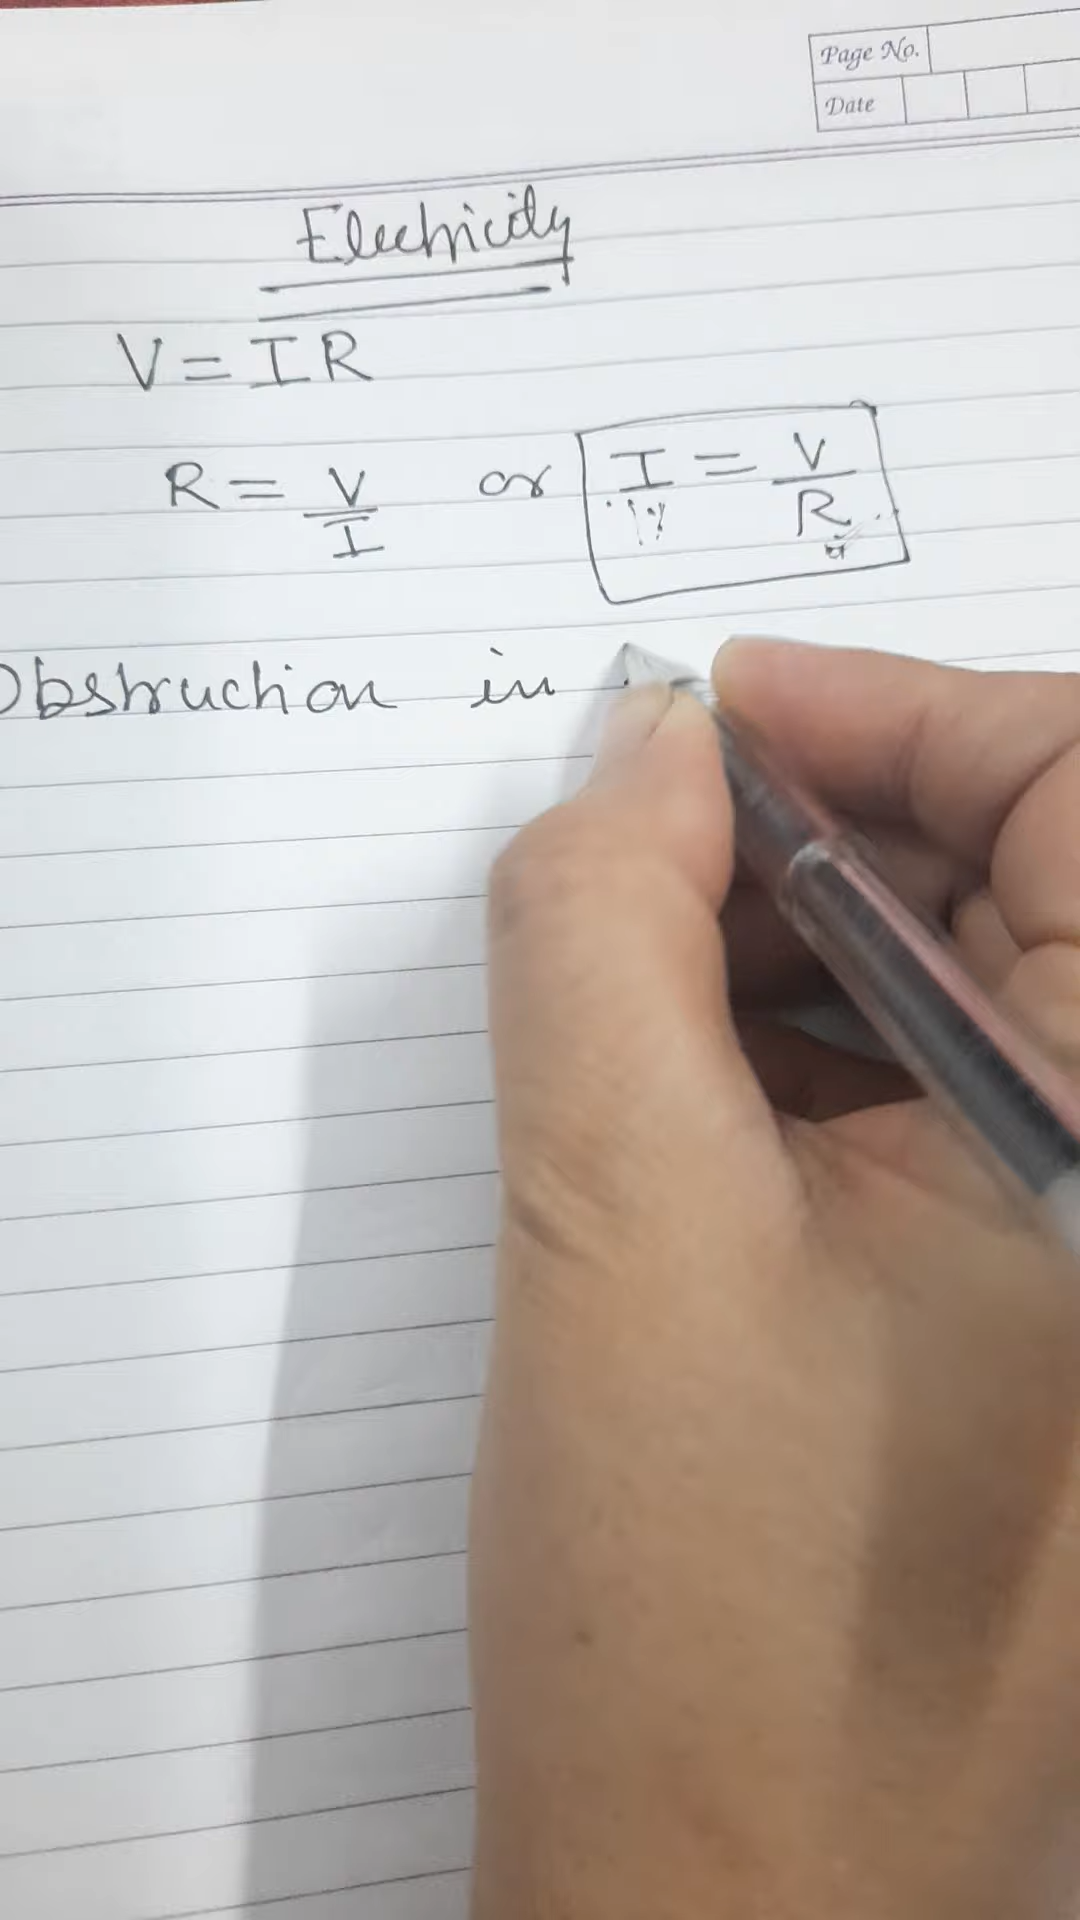 Page No.
Date
Electricity
V = IR
R = V/I or I = V/R
Obstruction in